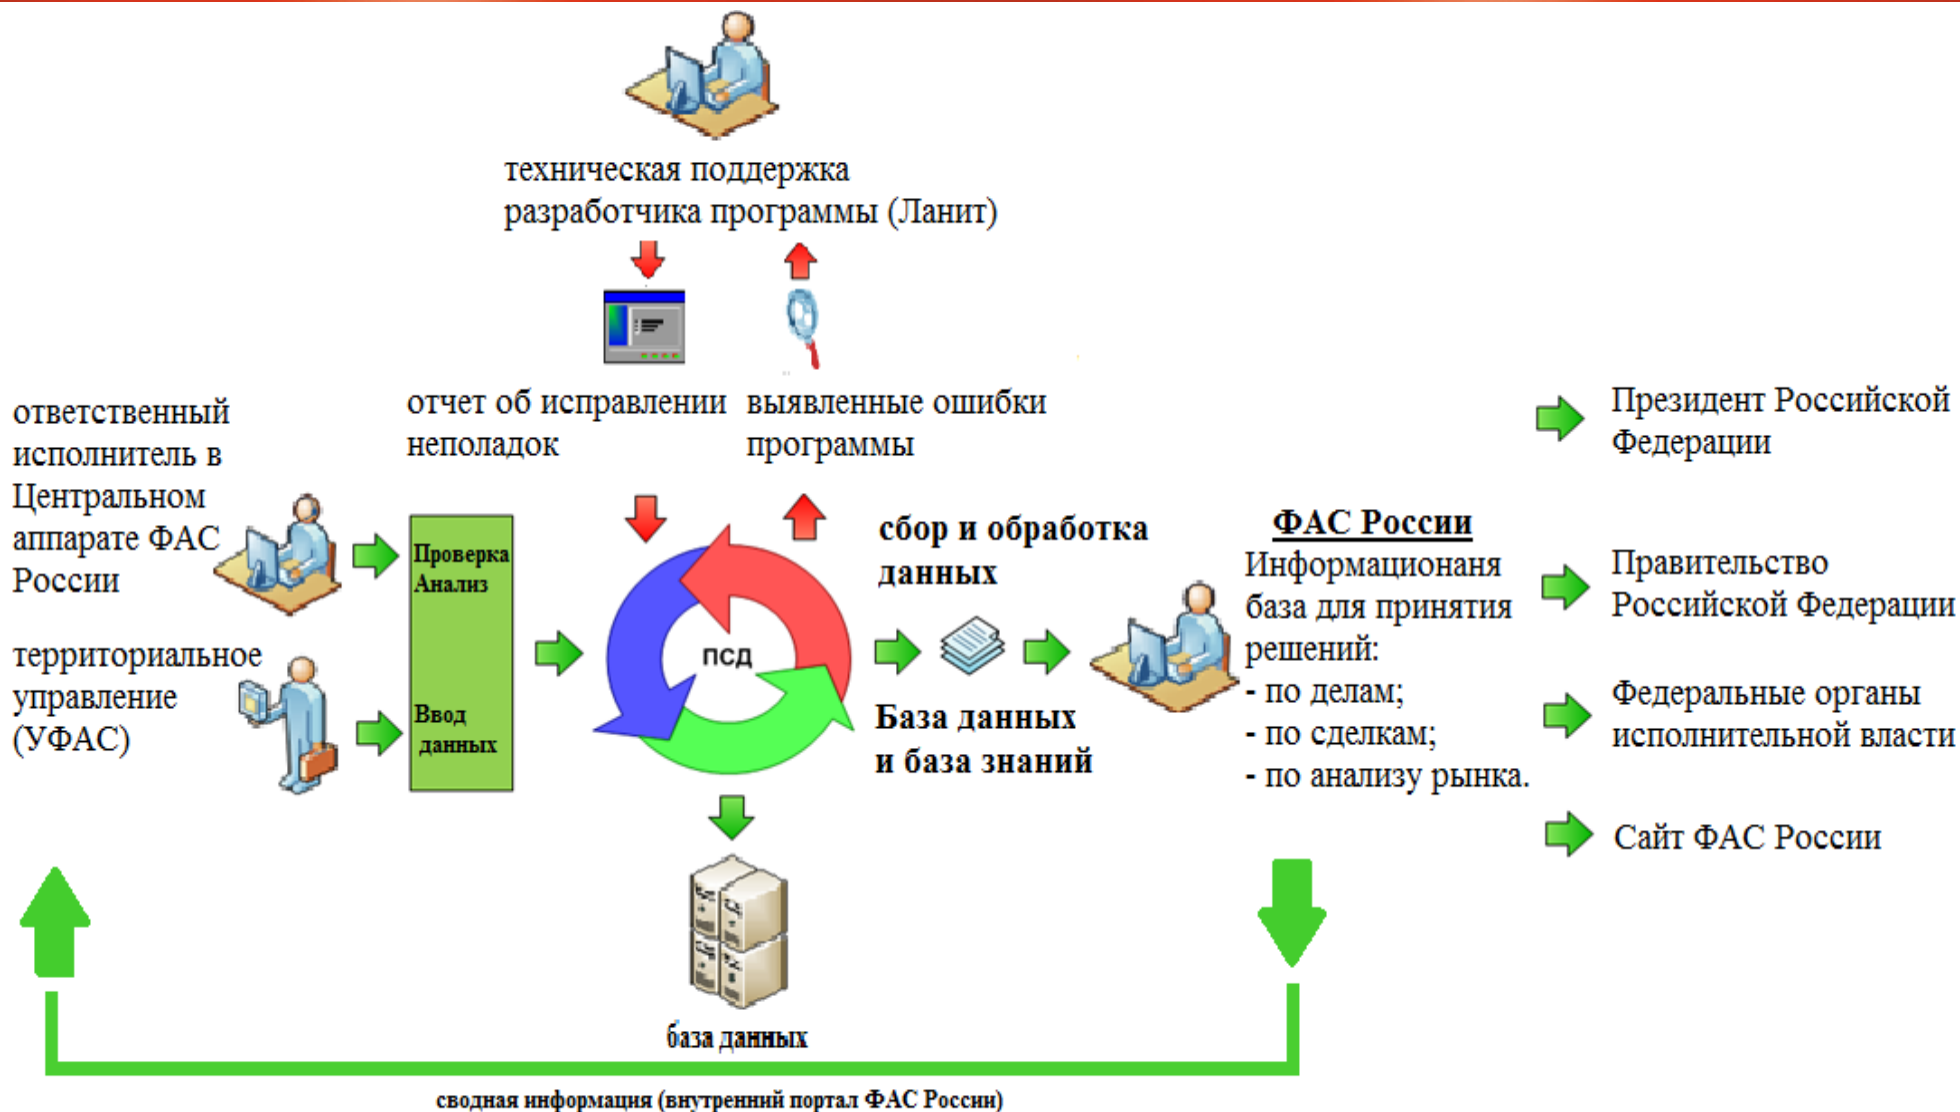 техническая поддержка
разработчика программы (Ланит)
отчет об исправлении
неполадок
выявленные ошибки
программы
ответственный
исполнитель в
Центральном
аппарате ФАС
России
территориальное
управление
(УФАС)
Проверка
Анализ
Ввод
данных
ПСД
сбор и обработка
данных
База данных
и база знаний
база данных
ФАС России
Информационаня
база для принятия
решений:
- по делам;
- по сделкам;
- по анализу рынка.
Президент Российской
Федерации
Правительство
Российской Федерации
Федеральные органы
исполнительной власти
Сайт ФАС России
сводная информация (внутренний портал ФАС России)